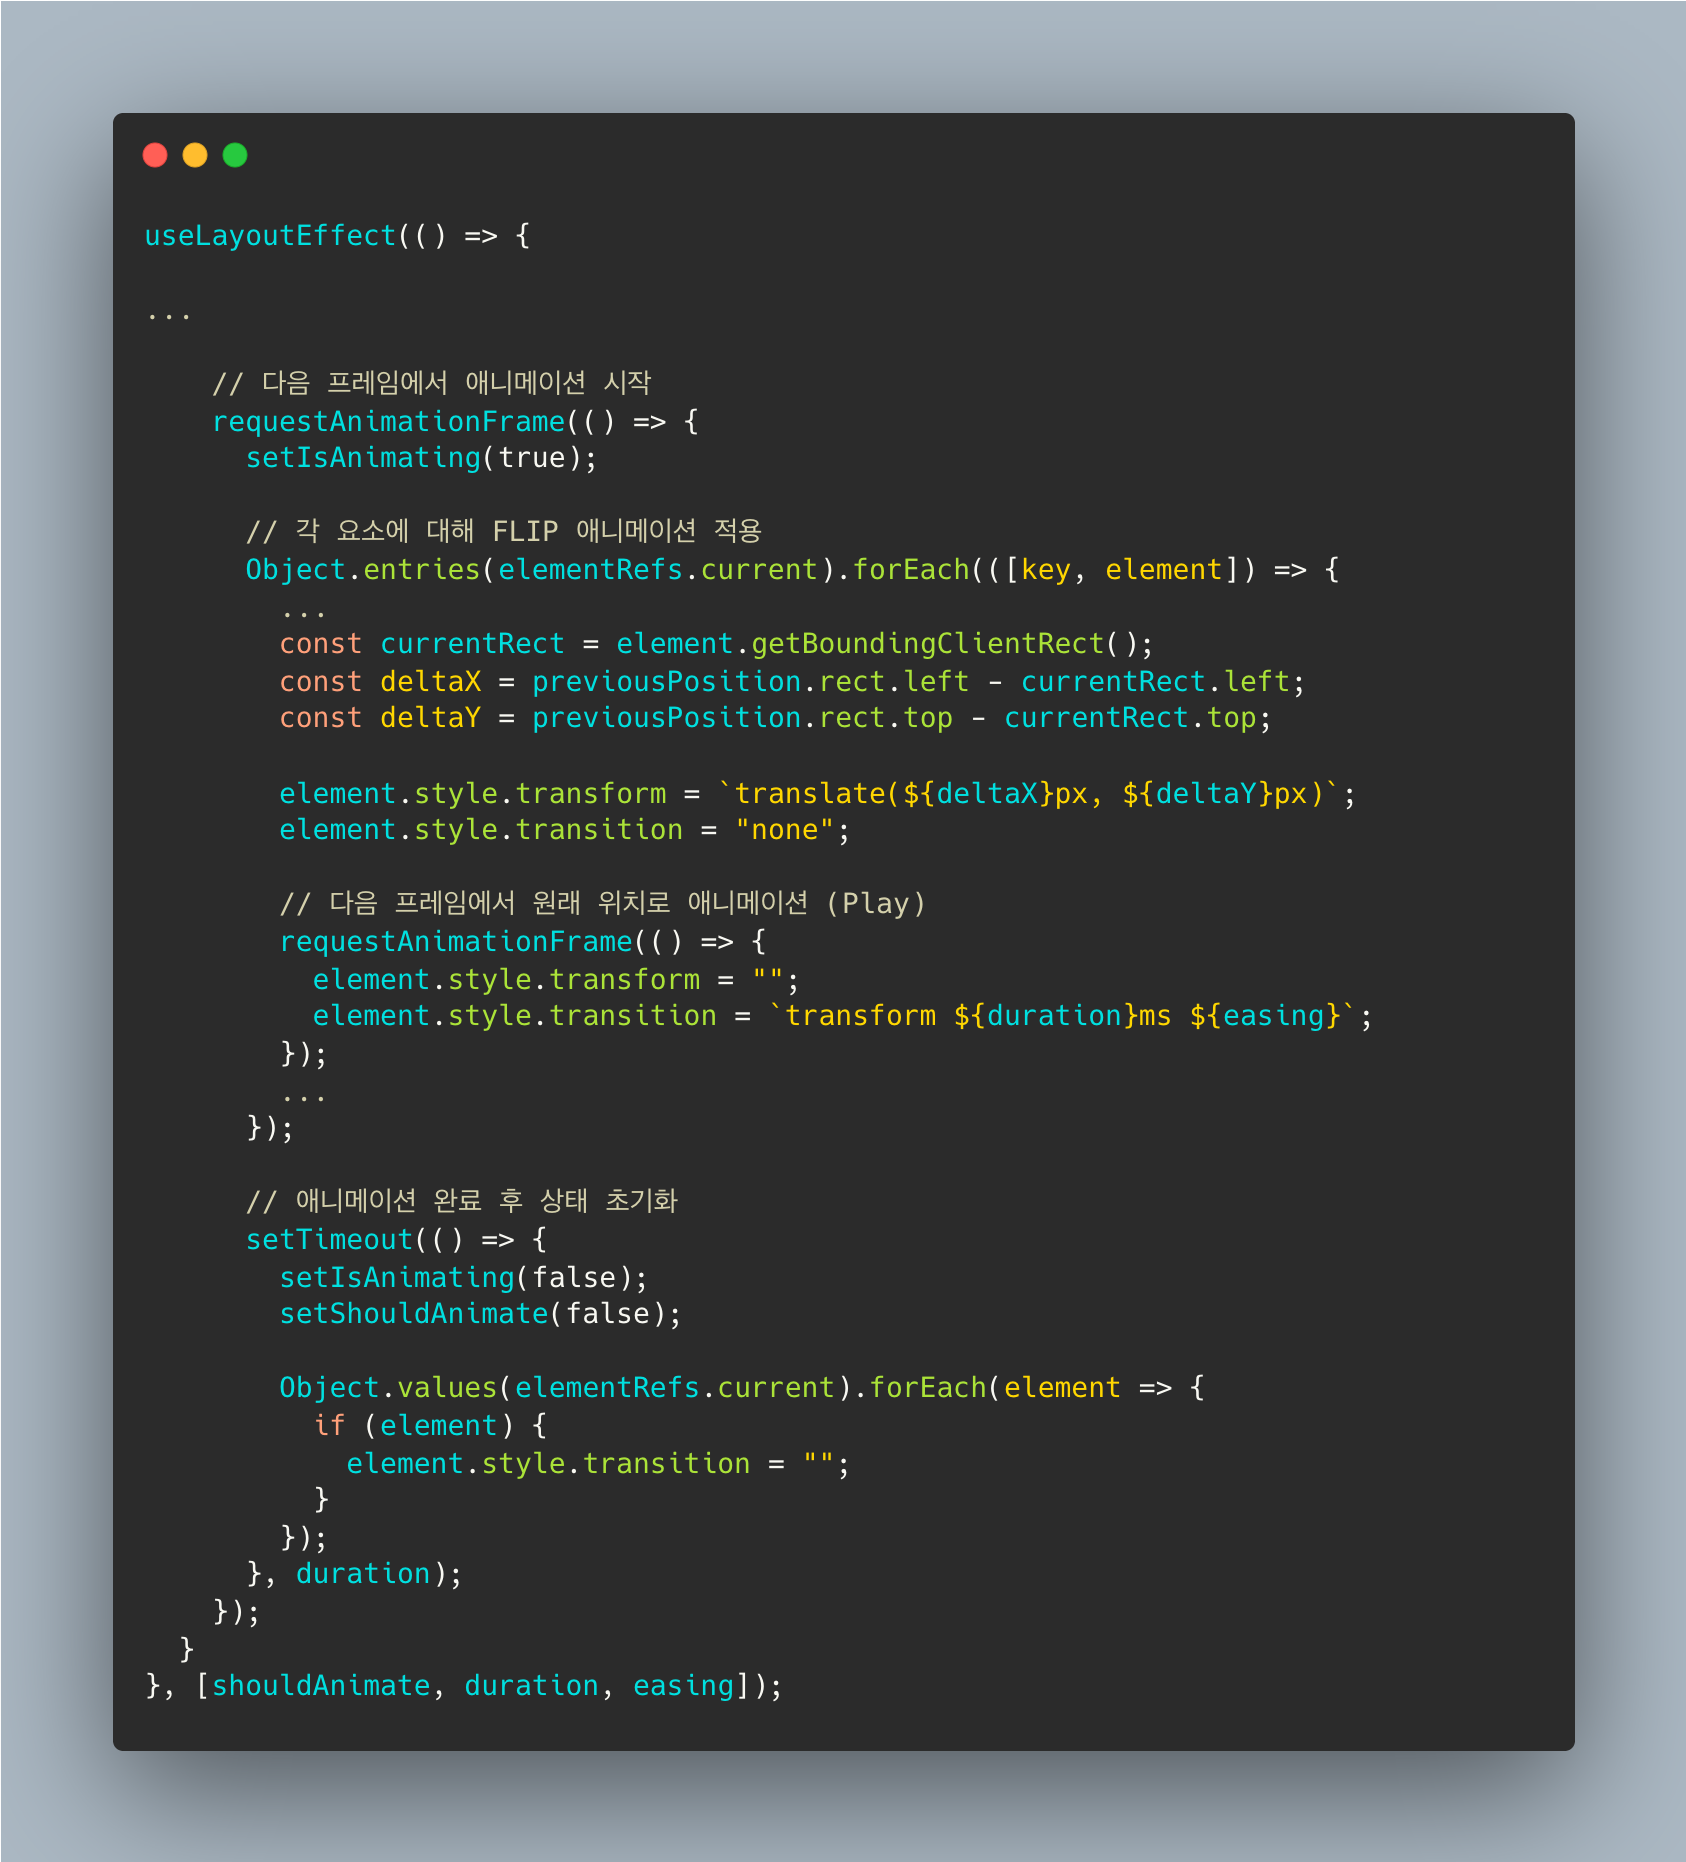 useLayoutEffect(() => {
...
// 다음 프레임에서 애니메이션 시작
requestAnimationFrame(() => {
setIsAnimating(true);
// 각 요소에 대해 FLIP 애니메이션 적용
Object.entries(elementRefs.current).forEach(([key, element]) => {
...
const currentRect = element.getBoundingClientRect();
const deltaX = previousPosition.rect.left - currentRect.left;
const deltaY = previousPosition.rect.top - currentRect.top;
element.style.transform = `translate(${deltaX}px, ${deltaY}px)`;
element.style.transition = "none";
// 다음 프레임에서 원래 위치로 애니메이션 (Play)
requestAnimationFrame(() => {
element.style.transform = "";
element.style.transition = `transform ${duration}ms ${easing}`;
});
...
});
// 애니메이션 완료 후 상태 초기화
setTimeout(() => {
setIsAnimating(false);
setShouldAnimate(false);
Object.values(elementRefs.current).forEach(element => {
if (element) {
element.style.transition = "";
}
});
}, duration);
});
}
}, [shouldAnimate, duration, easing]);